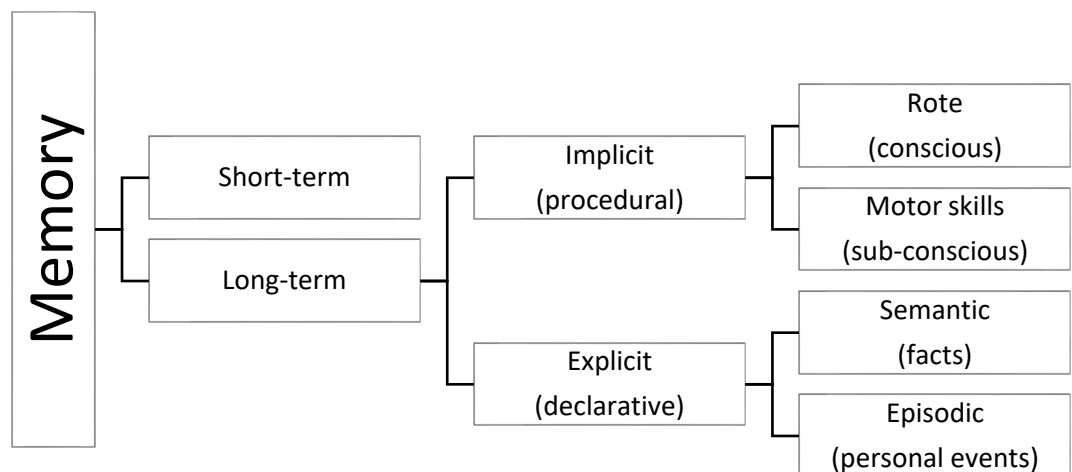 Memory
Short-term
Long-term
Implicit
(procedural)
Explicit
(declarative)
Rote
(conscious)
Motor skills
(sub-conscious)
Semantic
(facts)
Episodic
(personal events)